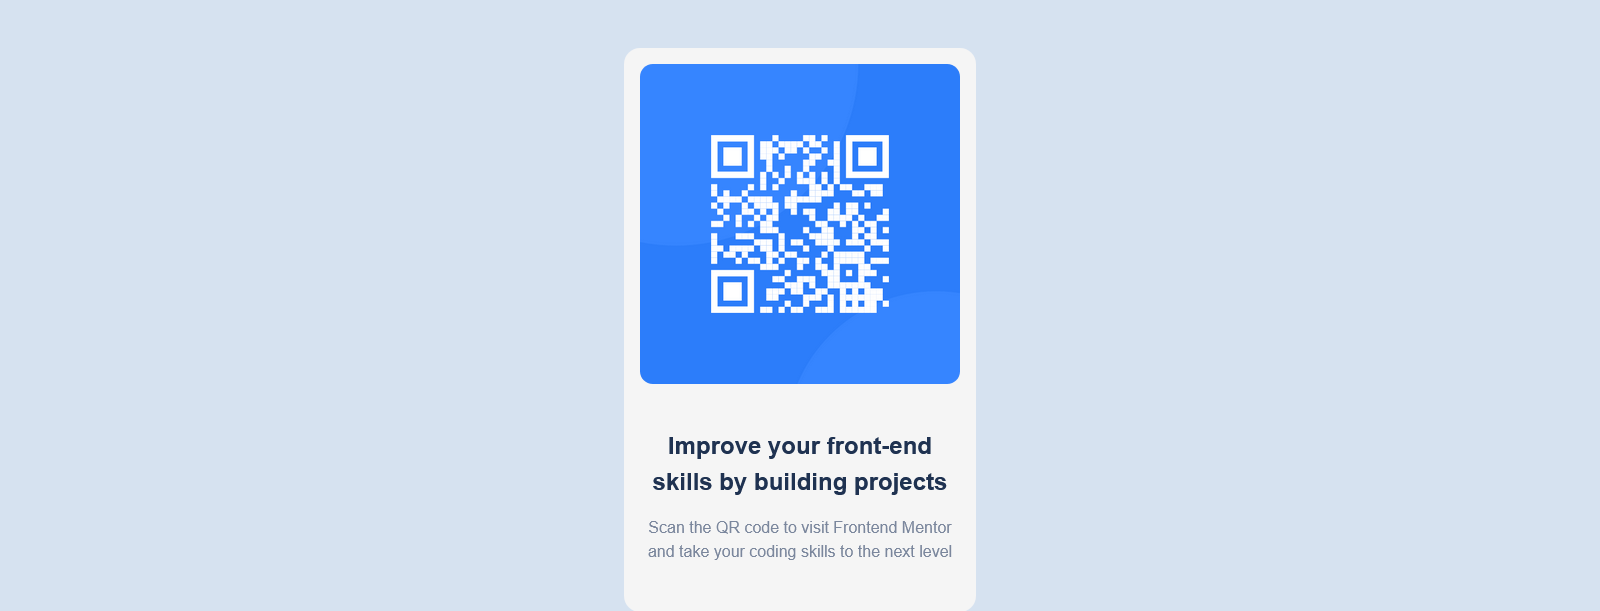 Improve your front-end
skills by building projects
Scan the QR code to visit Frontend Mentor
and take your coding skills to the next level